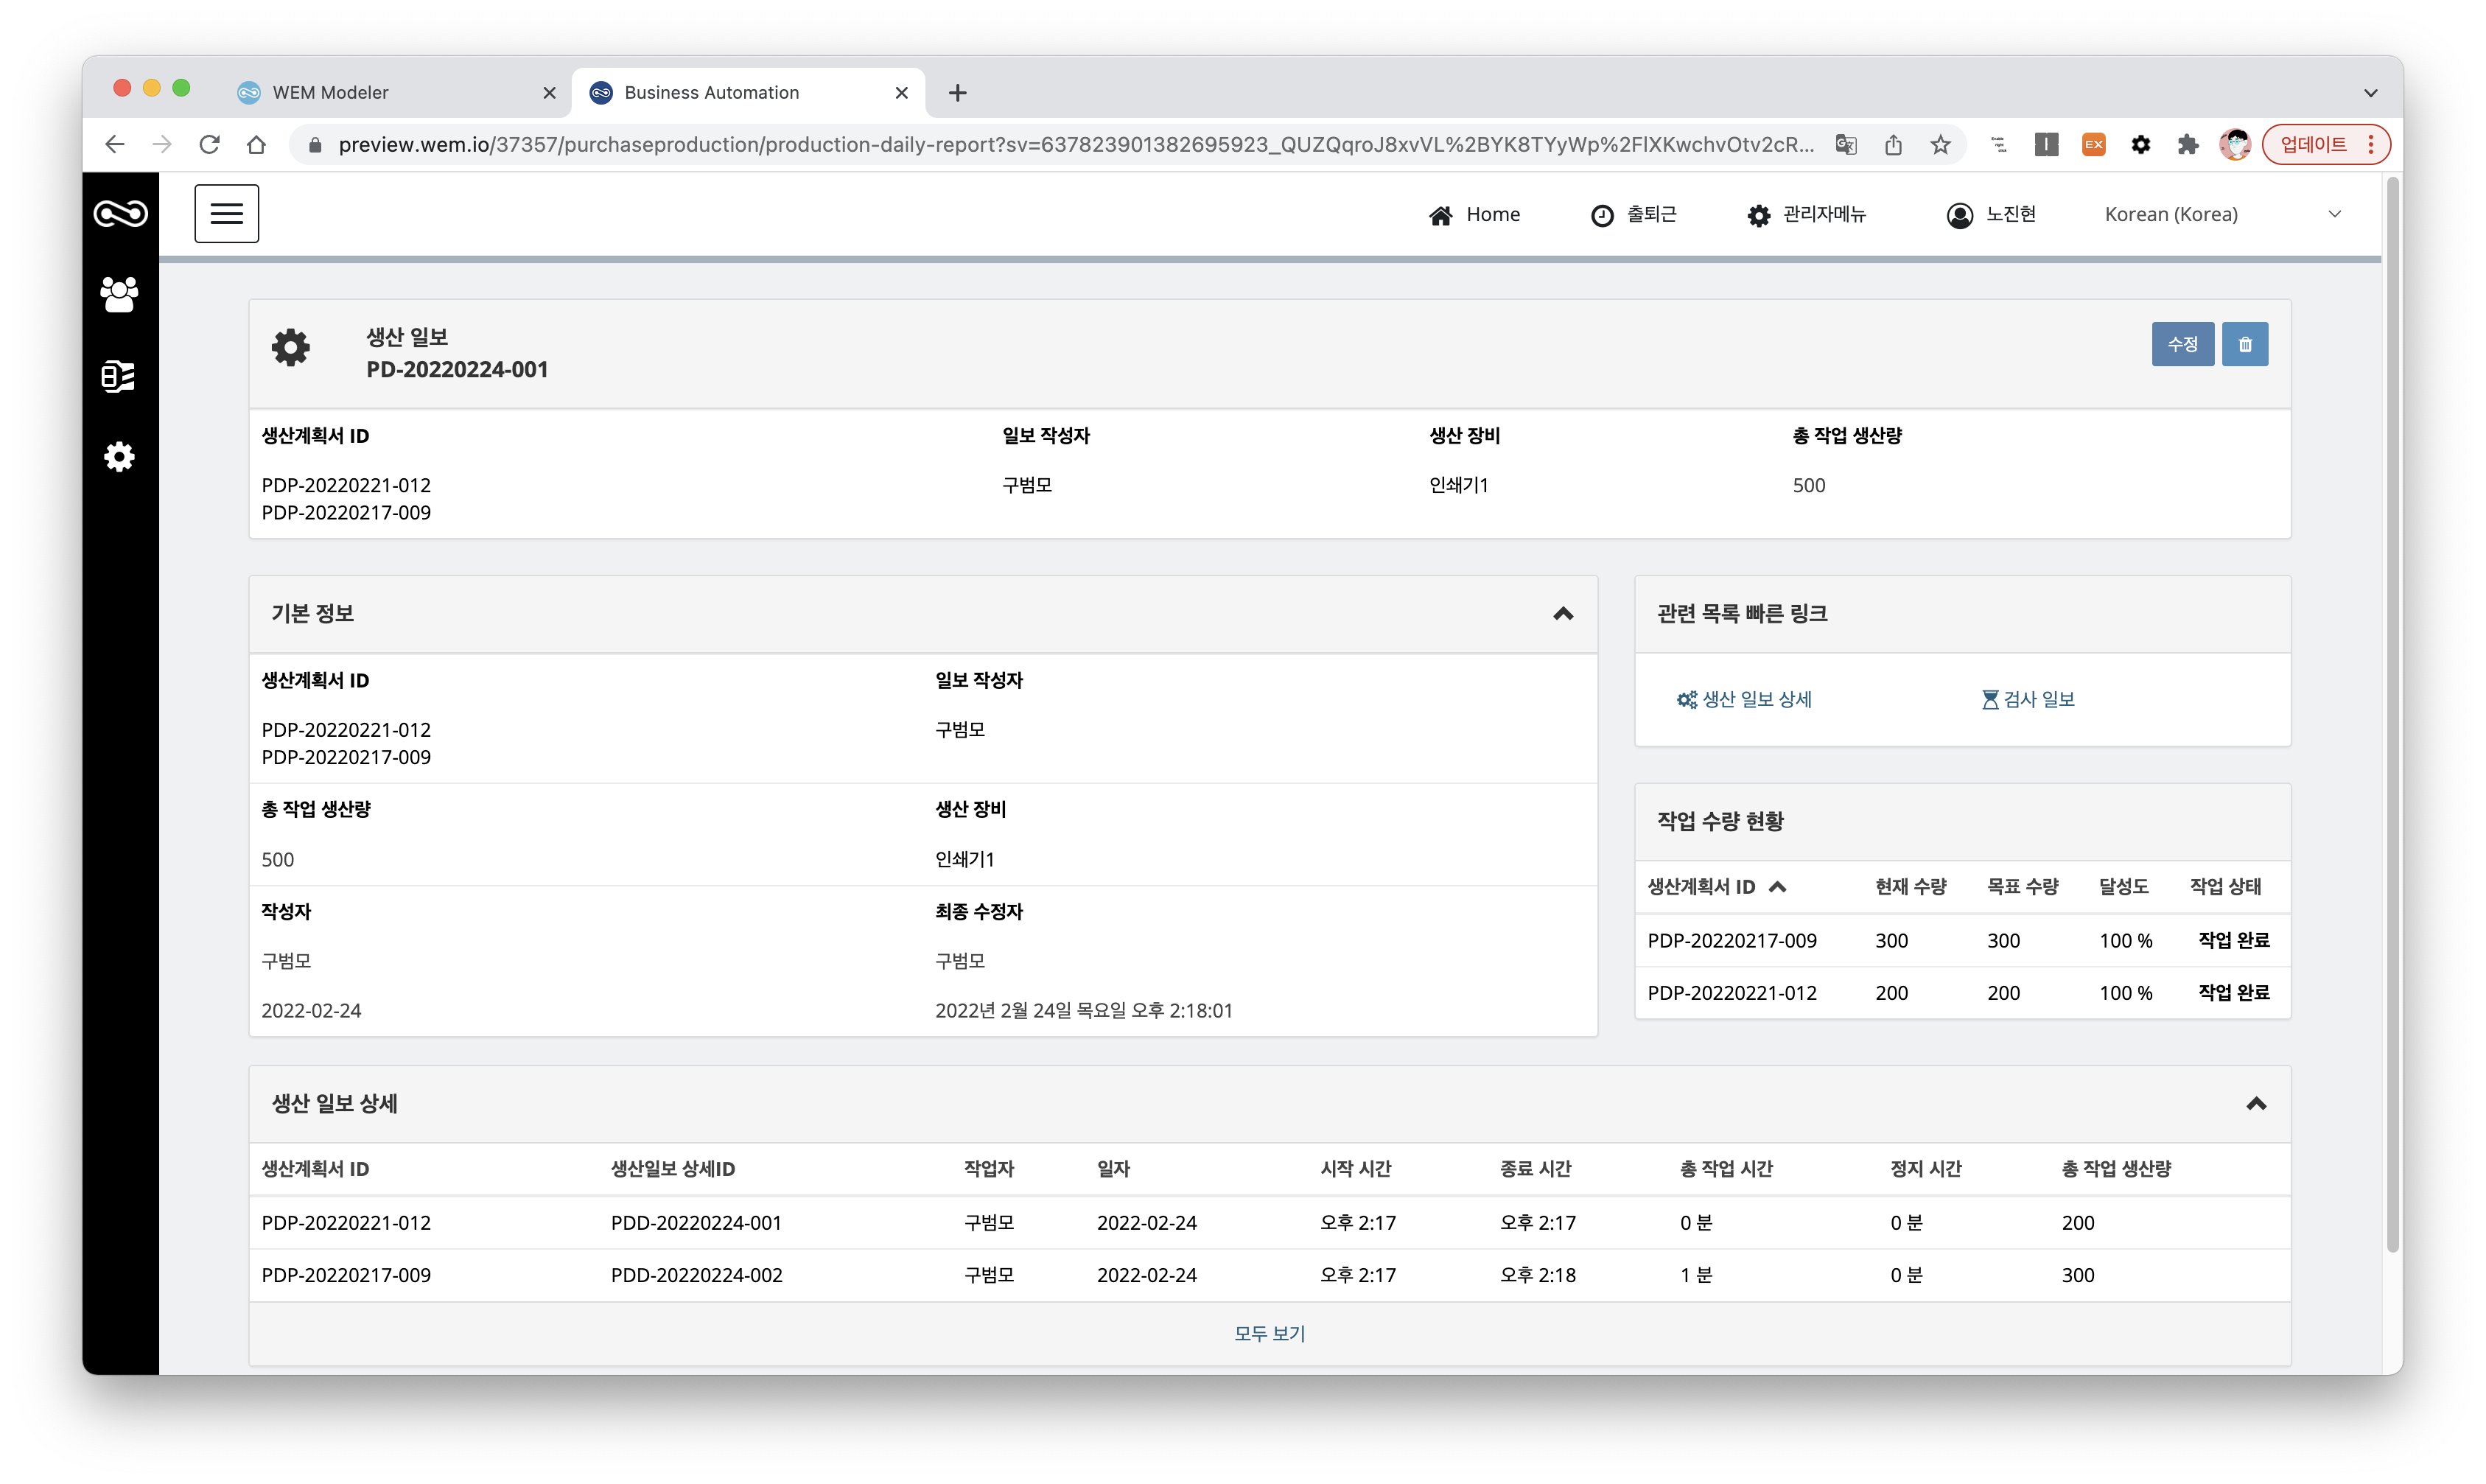 WEM Modeler
Business Automation
preview.wem.io/37357/purchaseproduction/production-daily-report?sv=637823901382695923_QUZQqroJ8xvVL%2BYK8TYyWp%2FlXKwchvOtv2cR...
EX
업데이트
Home
출퇴근
관리자메뉴
노진현
Korean (Korea)
생산 일보
PD-20220224-001
수정
생산계획서 ID 일보 작성자 생산 장비 총 작업 생산량
PDP-20220221-012 구범모 인쇄기1 500
PDP-20220217-009
기본 정보
생산계획서 ID 일보 작성자
PDP-20220221-012 구범모
PDP-20220217-009
총 작업 생산량 생산 장비
500 인쇄기1
작성자 최종 수정자
구범모 구범모
2022-02-24 2022년 2월 24일 목요일 오후 2:18:01
관련 목록 빠른 링크
생산 일보 상세 검사 일보
작업 수량 현황
생산계획서 ID 현재 수량 목표 수량 달성도 작업 상태
PDP-20220217-009 300 300 100 % 작업 완료
PDP-20220221-012 200 200 100 % 작업 완료
생산 일보 상세
생산계획서 ID 생산일보 상세ID 작업자 일자 시작 시간 종료 시간 총 작업 시간 정지 시간 총 작업 생산량
PDP-20220221-012 PDD-20220224-001 구범모 2022-02-24 오후 2:17 오후 2:17 0 분 0 분 200
PDP-20220217-009 PDD-20220224-002 구범모 2022-02-24 오후 2:17 오후 2:18 1 분 0 분 300
모두 보기